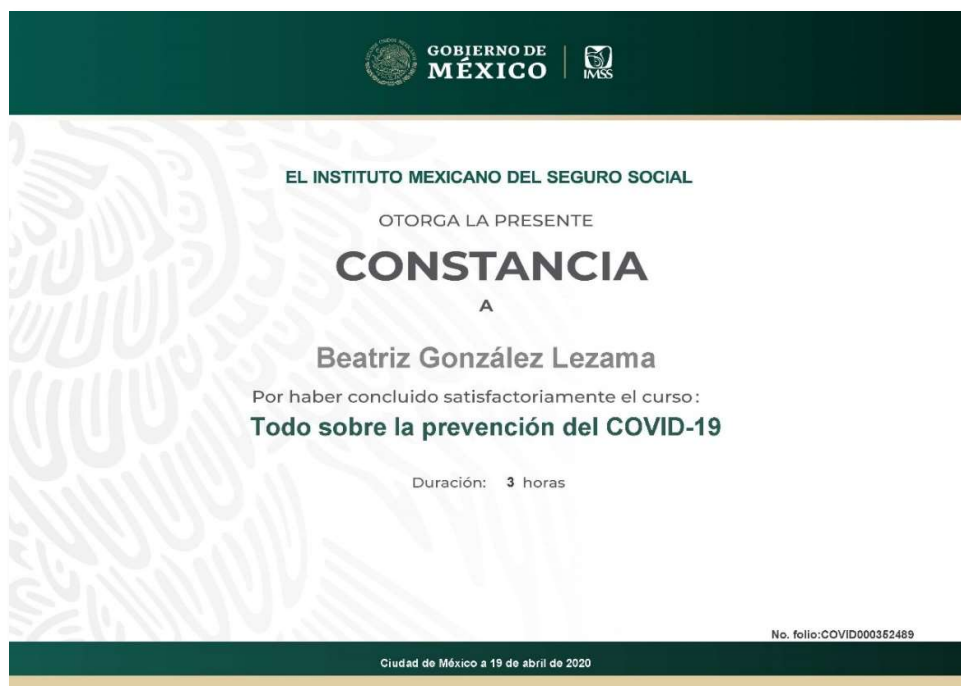 GOBIERNO DE
MÉXICO
IMSS
EL INSTITUTO MEXICANO DEL SEGURO SOCIAL
OTORGA LA PRESENTE
CONSTANCIA
A
Beatriz González Lezama
Por haber concluido satisfactoriamente el curso:
Todo sobre la prevención del COVID-19
Duración: 3 horas
No. folio:COVID000352489
Ciudad de México a 19 de abril de 2020